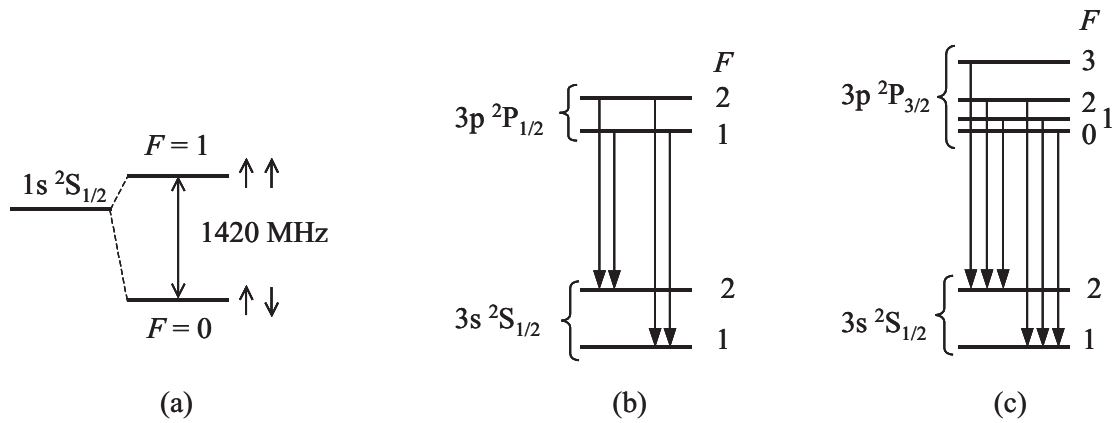 F = 1
1s ²S₁/₂
1420 MHz
F = 0
(a)
F
2
3p ²P₁/₂
1
2
3s ²S₁/₂
1
(b)
F
3
3p ²P₃/₂
2
1
0
2
3s ²S₁/₂
1
(c)